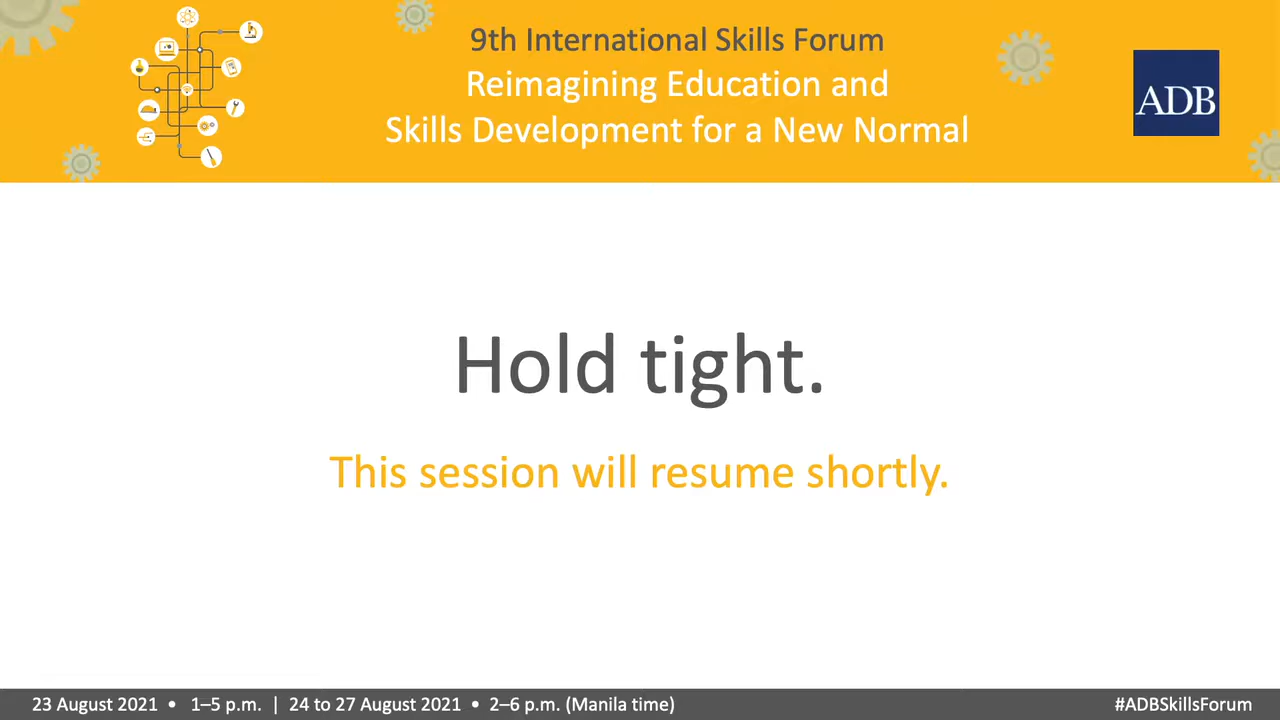 9th International Skills Forum
Reimagining Education and
Skills Development for a New Normal
ADB
Hold tight.
This session will resume shortly.
23 August 2021 • 1–5 p.m. | 24 to 27 August 2021 • 2–6 p.m. (Manila time)
#ADBSkillsForum